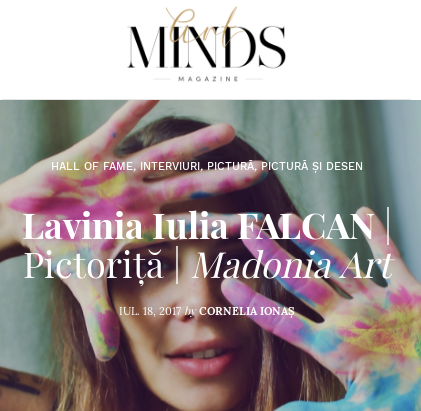 Art
MINDS
MAGAZINE
HALL OF FAME, INTERVIURI, PICTURĂ, PICTURĂ ȘI DESEN
Lavinia Iulia FALCAN |
Pictoriță | Madonia Art
IUL. 18, 2017 by CORNELIA IONAȘ